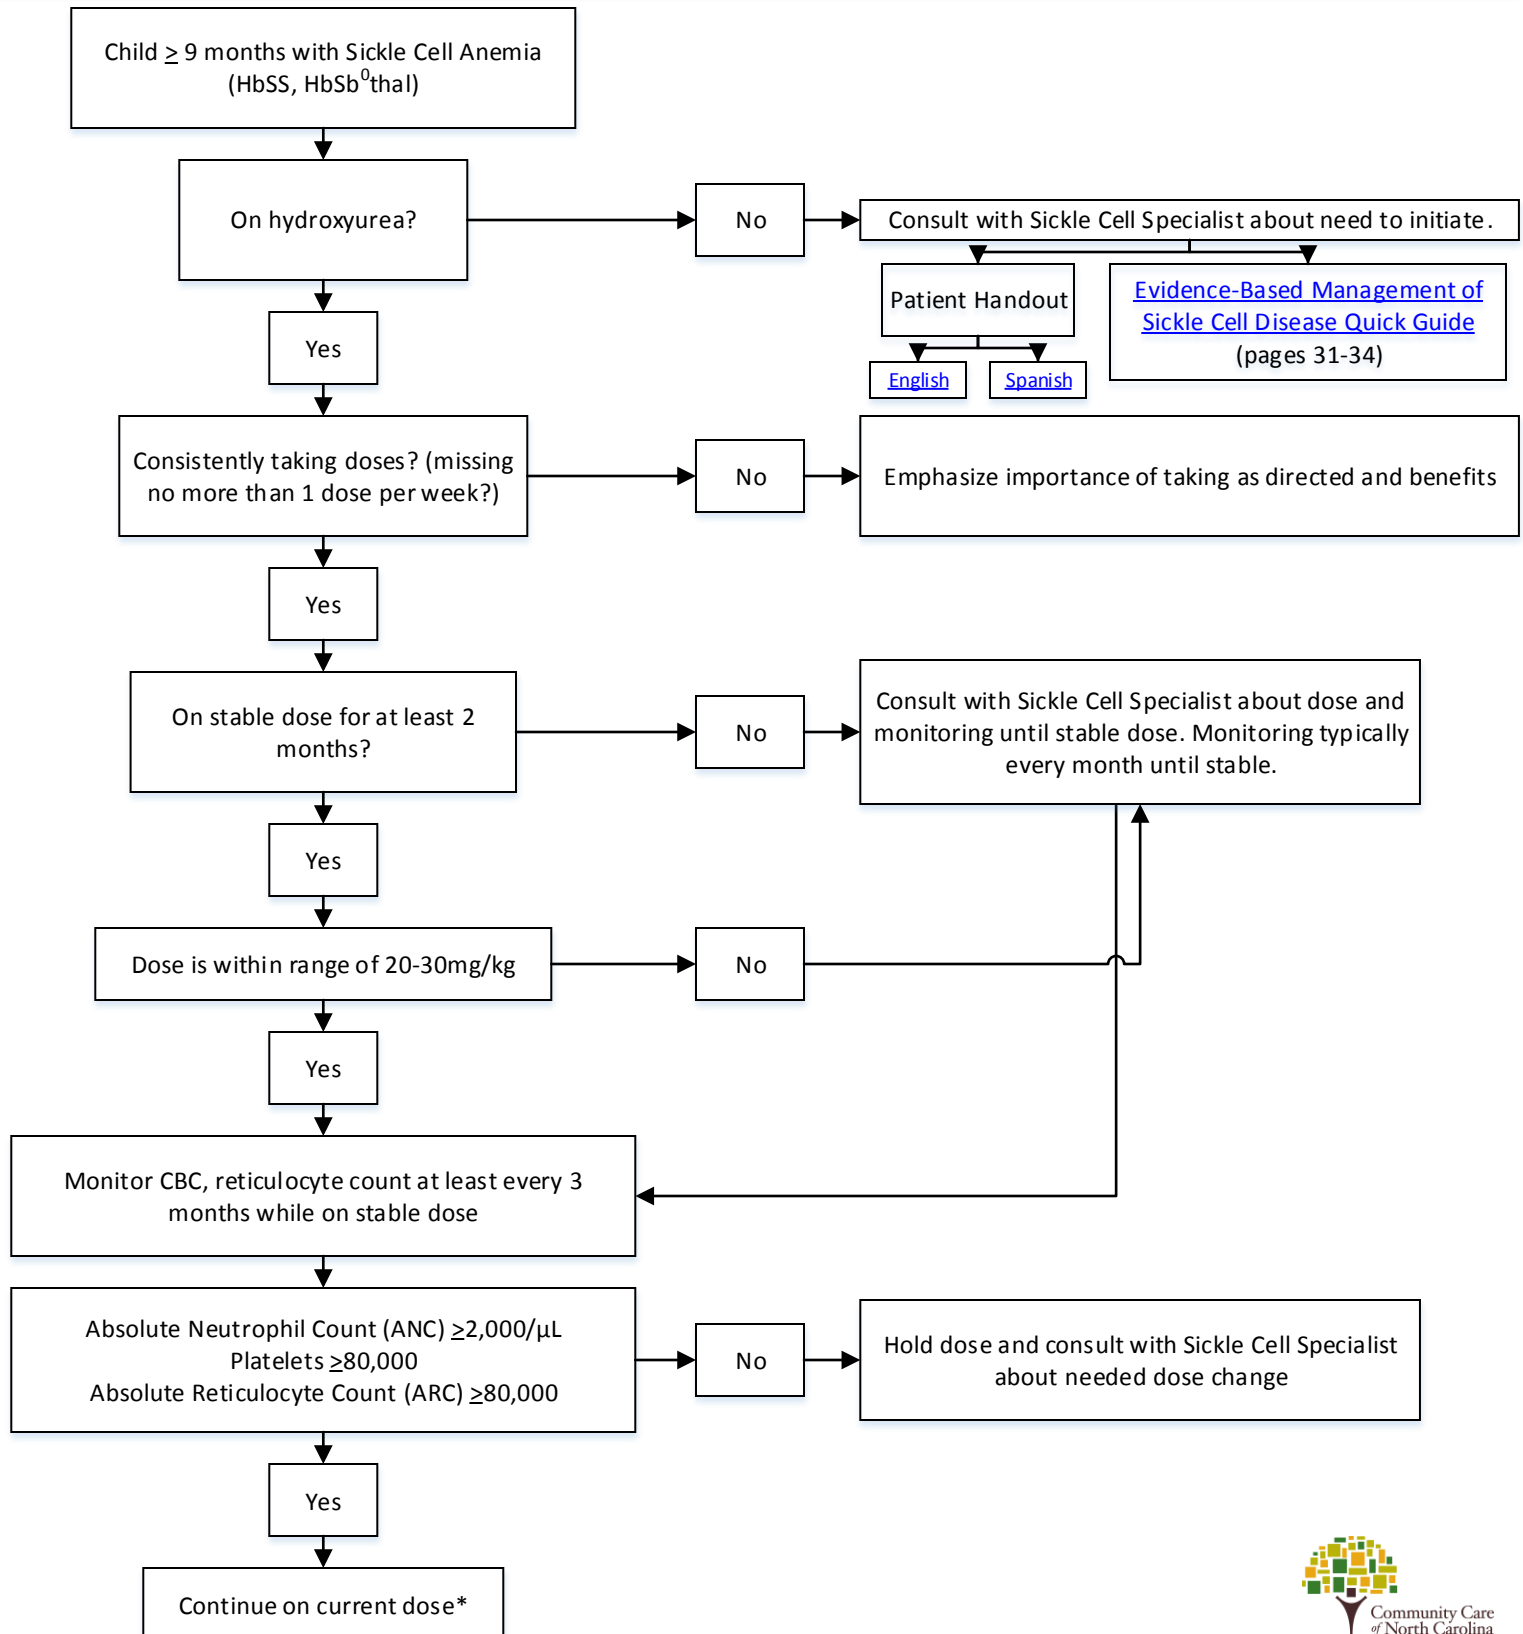 Child ≥ 9 months with Sickle Cell Anemia
(HbSS, HbSb⁰thal)
On hydroxyurea?
No
Consult with Sickle Cell Specialist about need to initiate.
Patient Handout
English
Spanish
Evidence-Based Management of
Sickle Cell Disease Quick Guide
(pages 31-34)
Yes
Consistently taking doses? (missing
no more than 1 dose per week?)
No
Emphasize importance of taking as directed and benefits
Yes
On stable dose for at least 2
months?
No
Consult with Sickle Cell Specialist about dose and
monitoring until stable dose. Monitoring typically
every month until stable.
Yes
Dose is within range of 20-30mg/kg
No
Yes
Monitor CBC, reticulocyte count at least every 3
months while on stable dose
Absolute Neutrophil Count (ANC) ≥2,000/µL
Platelets ≥80,000
Absolute Reticulocyte Count (ARC) ≥80,000
No
Hold dose and consult with Sickle Cell Specialist
about needed dose change
Yes
Continue on current dose*
Community Care
of North Carolina